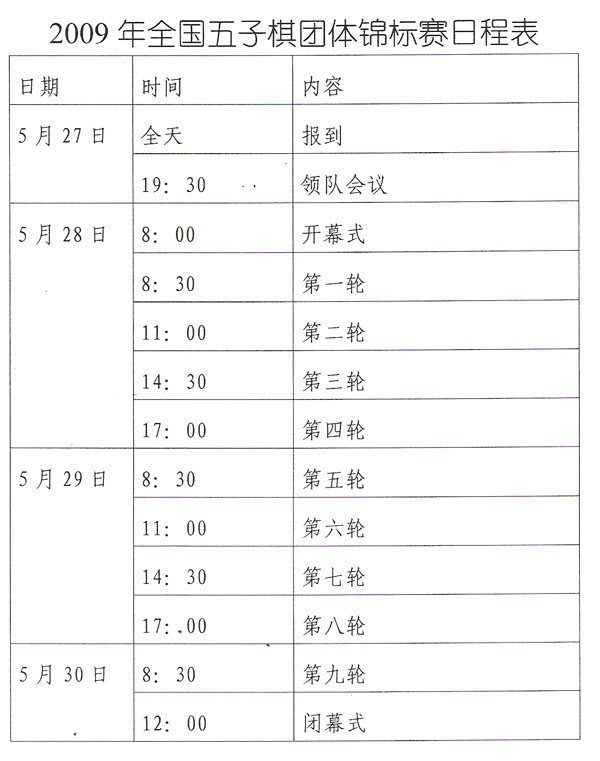 2009 年全国五子棋团体锦标赛日程表
日期 时间 内容
5 月 27 日 全天 报到
19：30 领队会议
5 月 28 日 8：00 开幕式
8：30 第一轮
11：00 第二轮
14：30 第三轮
17：00 第四轮
5 月 29 日 8：30 第五轮
11：00 第六轮
14：30 第七轮
17：00 第八轮
5 月 30 日 8：30 第九轮
12：00 闭幕式